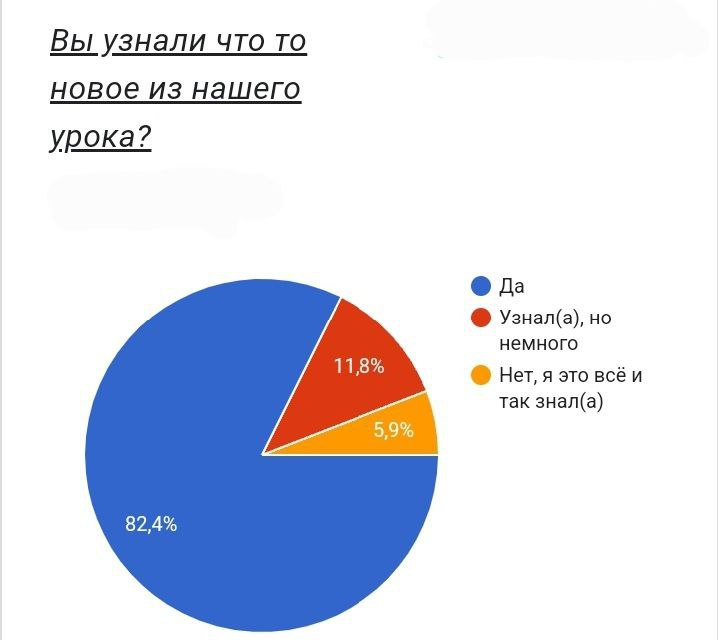 Вы узнали что то
новое из нашего
урока?
Да
Узнал(а), но
немного
Нет, я это всё и
так знал(а)
11,8%
5,9%
82,4%